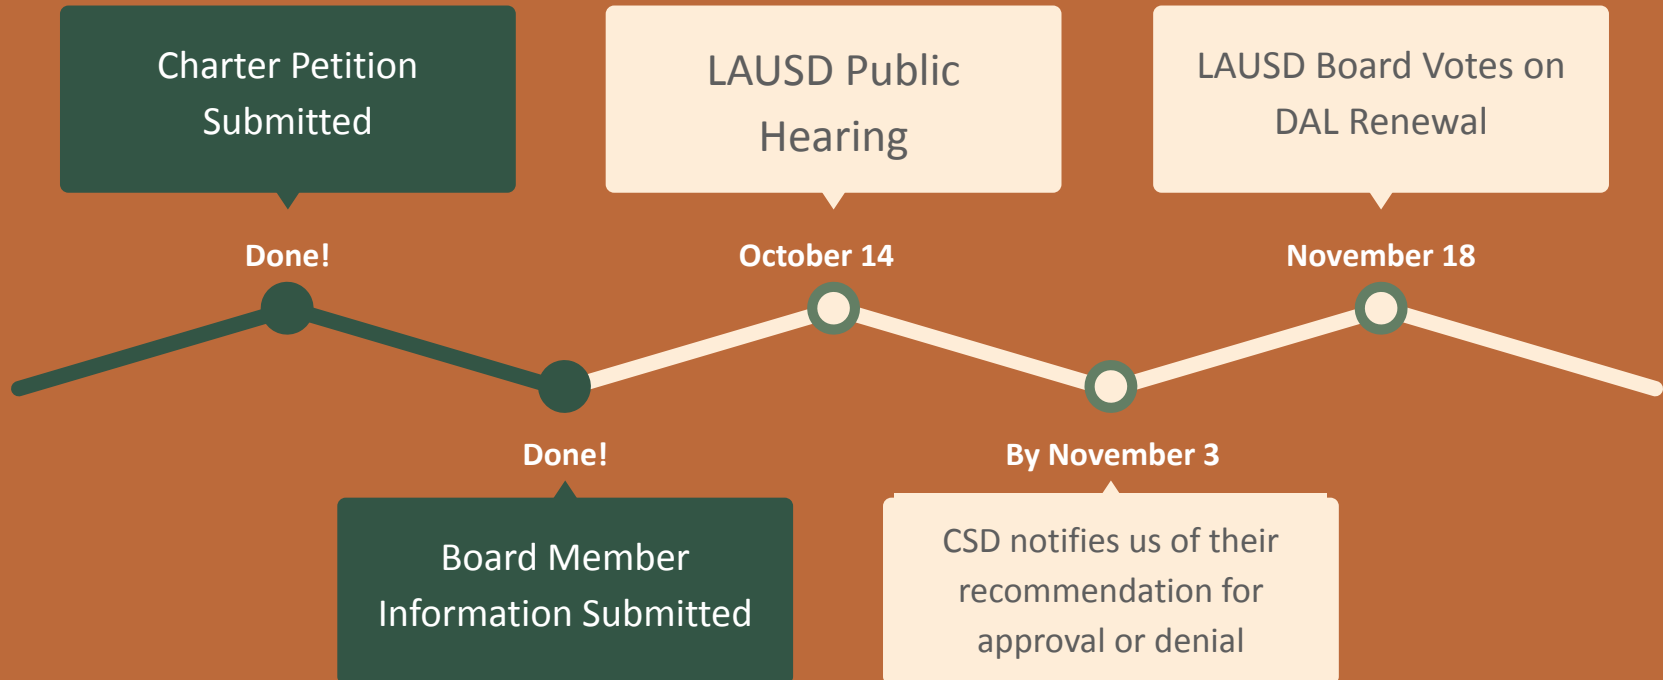 Charter Petition
Submitted
Done!
Done!
Board Member
Information Submitted
LAUSD Public
Hearing
October 14
By November 3
CSD notifies us of their
recommendation for
approval or denial
LAUSD Board Votes on
DAL Renewal
November 18